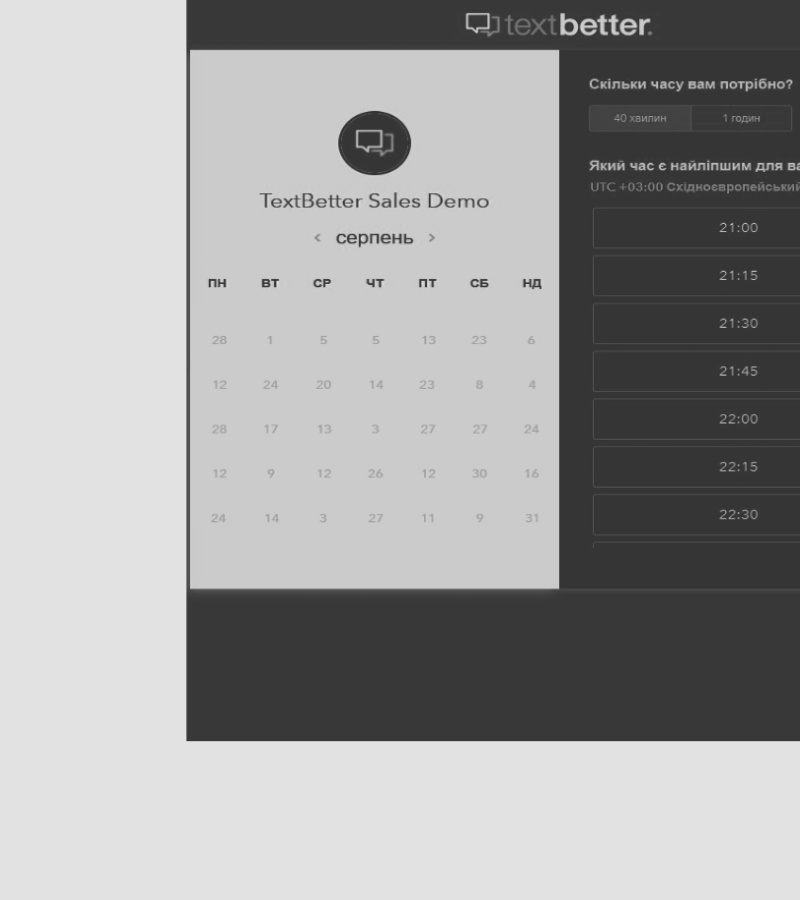 textbetter.
TextBetter Sales Demo
< серпень >
ПН ВТ СР ЧТ ПТ СБ НД
28 1 5 5 13 23 6
12 24 20 14 23 8 4
28 17 13 3 27 27 24
12 9 12 26 12 30 16
24 14 3 27 11 9 31
Скільки часу вам потрібно?
40 хвилин 1 годин
Який час є найліпшим для ва
UTC +03:00 Східноєвропейський
21:00
21:15
21:30
21:45
22:00
22:15
22:30